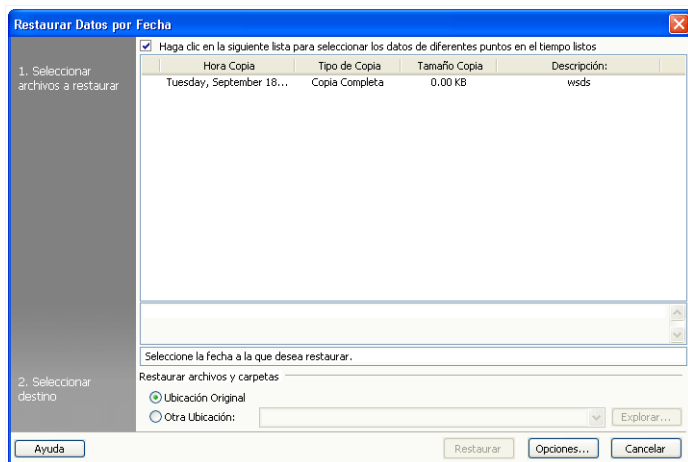 Restaurar Datos por Fecha
Haga clic en la siguiente lista para seleccionar los datos de diferentes puntos en el tiempo listos
1. Seleccionar
archivos a restaurar
Hora Copia Tipo de Copia Tamaño Copia Descripción:
Tuesday, September 18... Copia Completa 0.00 KB wsds
Seleccione la fecha a la que desea restaurar.
2. Seleccionar
destino
Restaurar archivos y carpetas
Ubicación Original
Otra Ubicación: Explorar...
Ayuda Restaurar Opciones... Cancelar